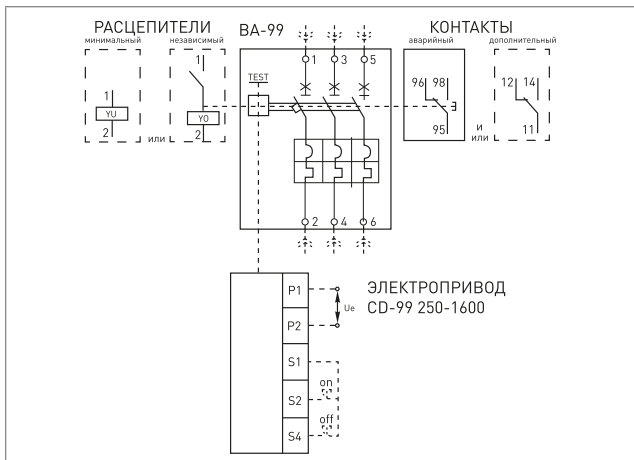 РАСЦЕПИТЕЛИ
минимальный
независимый
ВА-99
КОНТАКТЫ
аварийный
дополнительный
1
3
5
TEST
1
1
96 98
12 14
YU
YO
2
2
или
95
11
и
или
2
4
6
P1
P2
S1
S2
S4
Ue
on
off
ЭЛЕКТРОПРИВОД
CD-99 250-1600